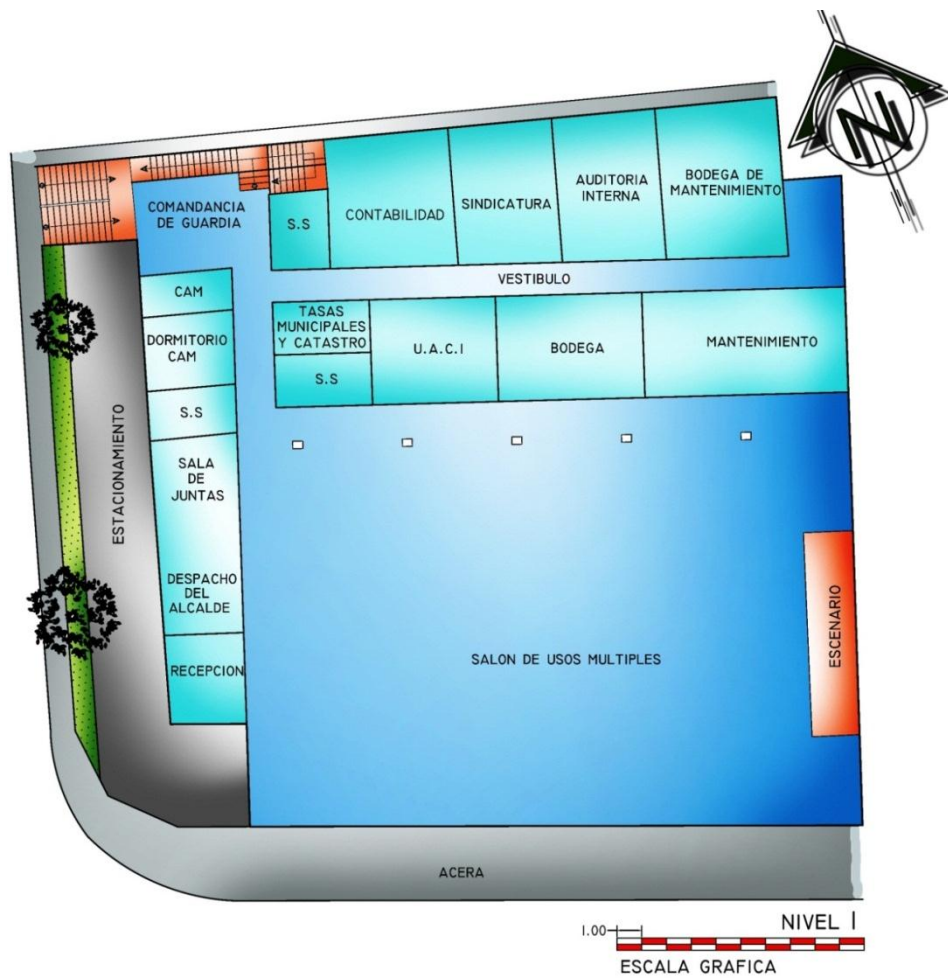 N
BODEGA DE
MANTENIMIENTO
AUDITORIA
INTERNA
SINDICATURA
CONTABILIDAD
S.S
COMANDANCIA
DE GUARDIA
VESTIBULO
CAM
TASAS
MUNICIPALES
Y CATASTRO
S.S
U.A.C.I
BODEGA
MANTENIMIENTO
DORMITORIO
CAM
S.S
SALA
DE
JUNTAS
ESTACIONAMIENTO
DESPACHO
DEL
ALCALDE
RECEPCION
SALON DE USOS MULTIPLES
ESCENARIO
ACERA
NIVEL I
1.00
ESCALA GRAFICA